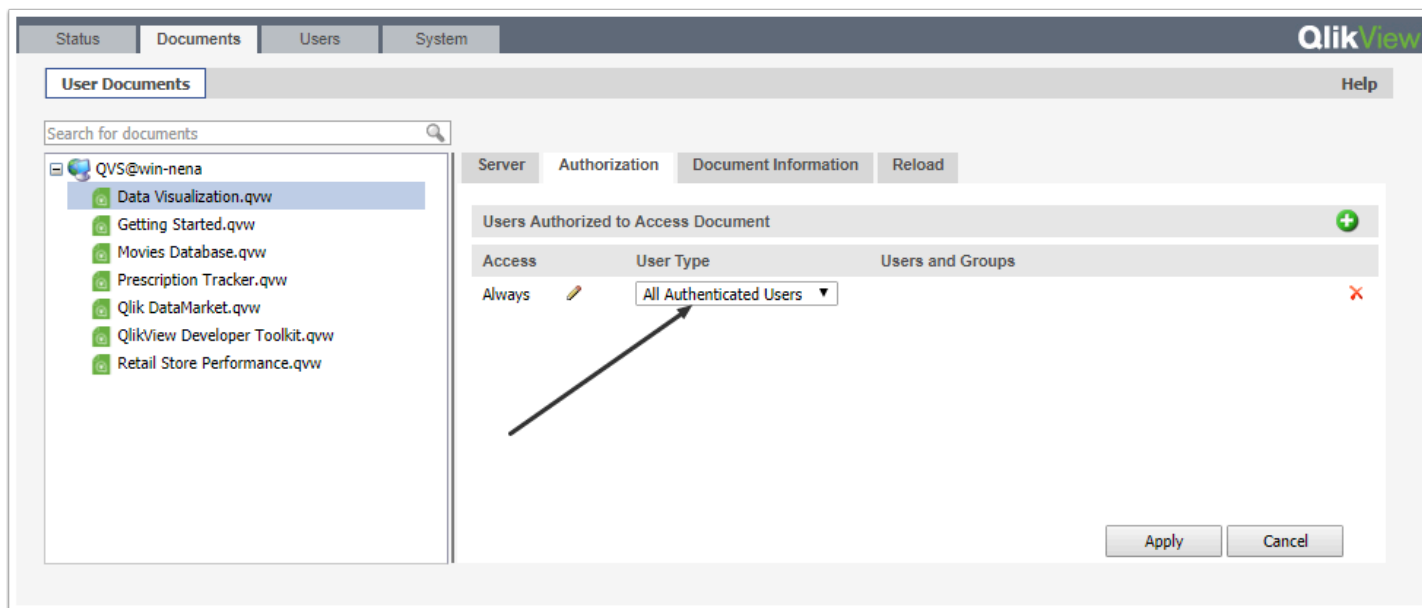 Status Documents Users System QlikView
User Documents Help
Search for documents
QVS@win-nena
Data Visualization.qvw
Getting Started.qvw
Movies Database.qvw
Prescription Tracker.qvw
Qlik DataMarket.qvw
QlikView Developer Toolkit.qvw
Retail Store Performance.qvw
Server Authorization Document Information Reload
Users Authorized to Access Document
Access User Type Users and Groups
Always All Authenticated Users
Apply Cancel